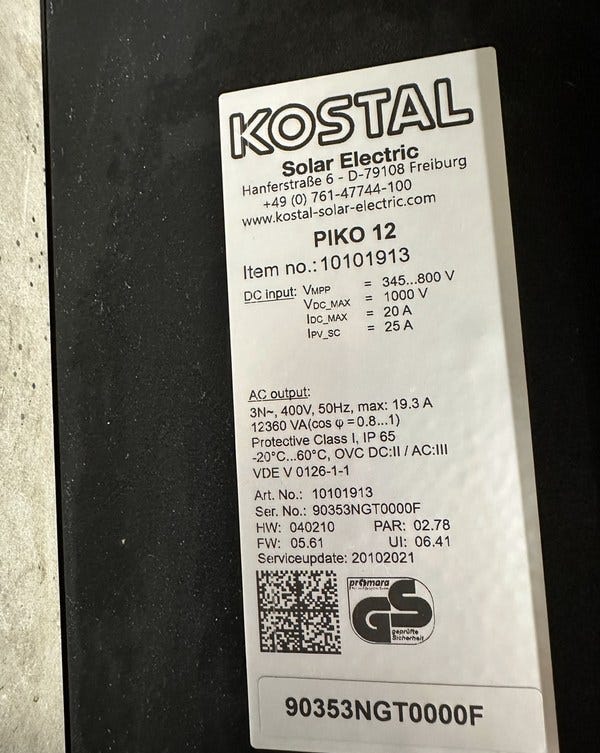 KOSTAL
Solar Electric
Hanferstraße 6 - D-79108 Freiburg
+49 (0) 761-47744-100
www.kostal-solar-electric.com
PIKO 12
Item no.: 10101913
DC input: VMPP = 345...800 V
VDC_MAX = 1000 V
IDC_MAX = 20 A
IPV_SC = 25 A
AC output:
3N~, 400V, 50Hz, max: 19.3 A
12360 VA(cos φ = 0.8...1)
Protective Class I, IP 65
-20°C...60°C, OVC DC:II / AC:III
VDE V 0126-1-1
Art. No.: 10101913
Ser. No.: 90353NGT0000F
HW: 040210 PAR: 02.78
FW: 05.61 UI: 06.41
Serviceupdate: 20102021
primara
GS
geprüfte
Sicherheit
90353NGT0000F